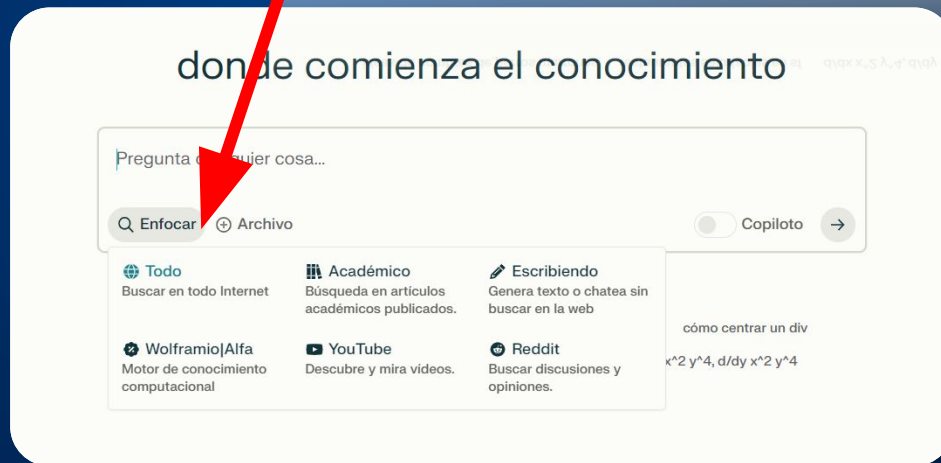 donde comienza el conocimiento
Pregunta cualquier cosa...
Enfocar
Archivo
Copiloto
Todo
Buscar en todo Internet
Académico
Búsqueda en artículos
académicos publicados.
Escribiendo
Genera texto o chatea sin
buscar en la web
Wolframio|Alfa
Motor de conocimiento
computacional
YouTube
Descubre y mira vídeos.
Reddit
Buscar discusiones y
opiniones.
cómo centrar un div
x^2 y^4, d/dy x^2 y^4